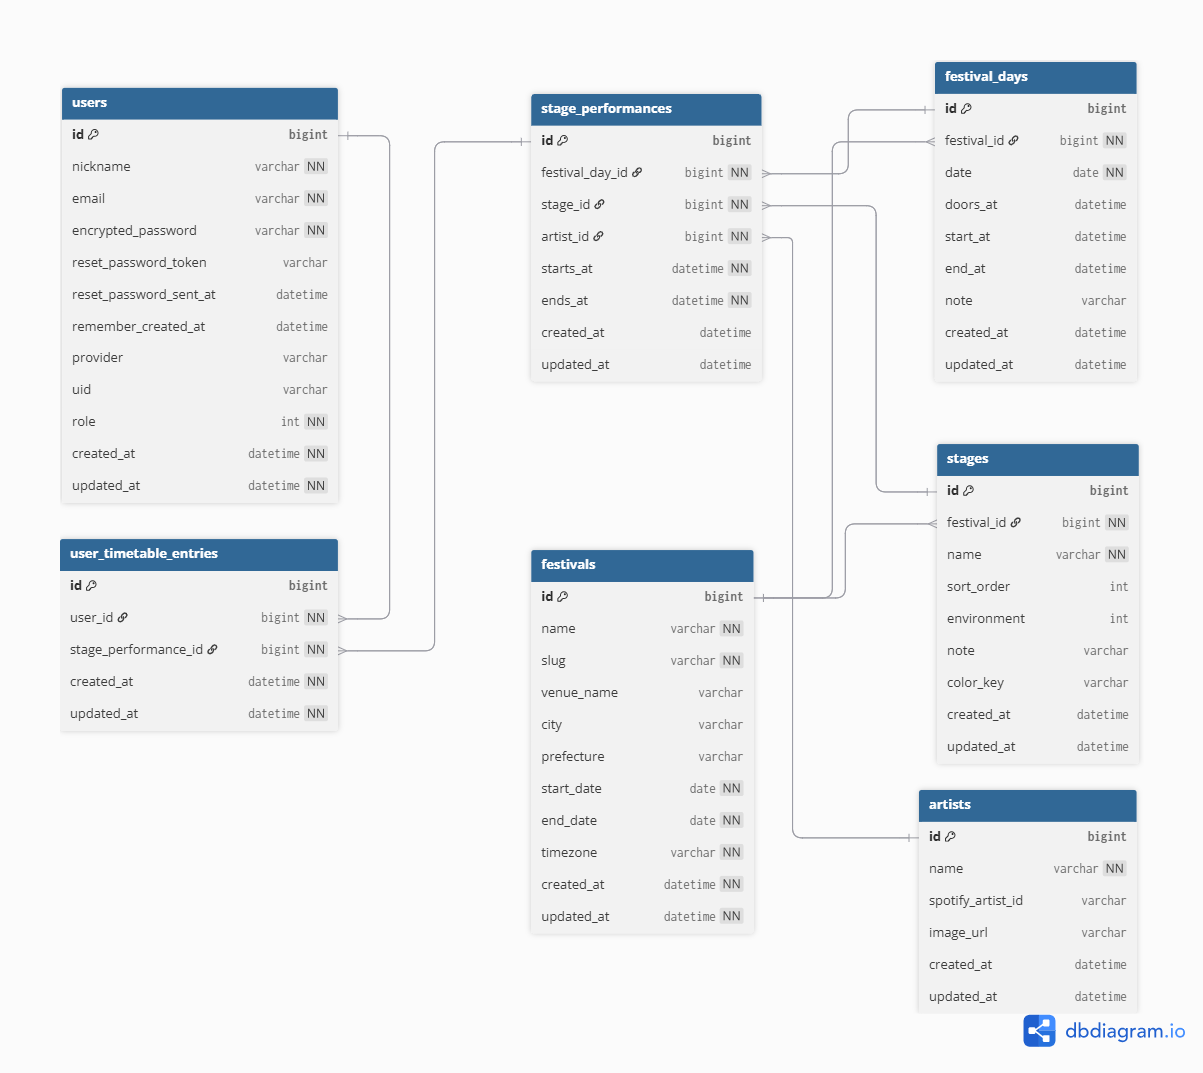 users
id bigint
nickname varchar NN
email varchar NN
encrypted_password varchar NN
reset_password_token varchar
reset_password_sent_at datetime
remember_created_at datetime
provider varchar
uid varchar
role int NN
created_at datetime NN
updated_at datetime NN
user_timetable_entries
id bigint
user_id bigint NN
stage_performance_id bigint NN
created_at datetime NN
updated_at datetime NN
stage_performances
id bigint
festival_day_id bigint NN
stage_id bigint NN
artist_id bigint NN
starts_at datetime NN
ends_at datetime NN
created_at datetime
updated_at datetime
festivals
id bigint
name varchar NN
slug varchar NN
venue_name varchar
city varchar
prefecture varchar
start_date date NN
end_date date NN
timezone varchar NN
created_at datetime NN
updated_at datetime NN
festival_days
id bigint
festival_id bigint NN
date date NN
doors_at datetime
start_at datetime
end_at datetime
note varchar
created_at datetime
updated_at datetime
stages
id bigint
festival_id bigint NN
name varchar NN
sort_order int
environment int
note varchar
color_key varchar
created_at datetime
updated_at datetime
artists
id bigint
name varchar NN
spotify_artist_id varchar
image_url varchar
created_at datetime
updated_at datetime
dbdiagram.io